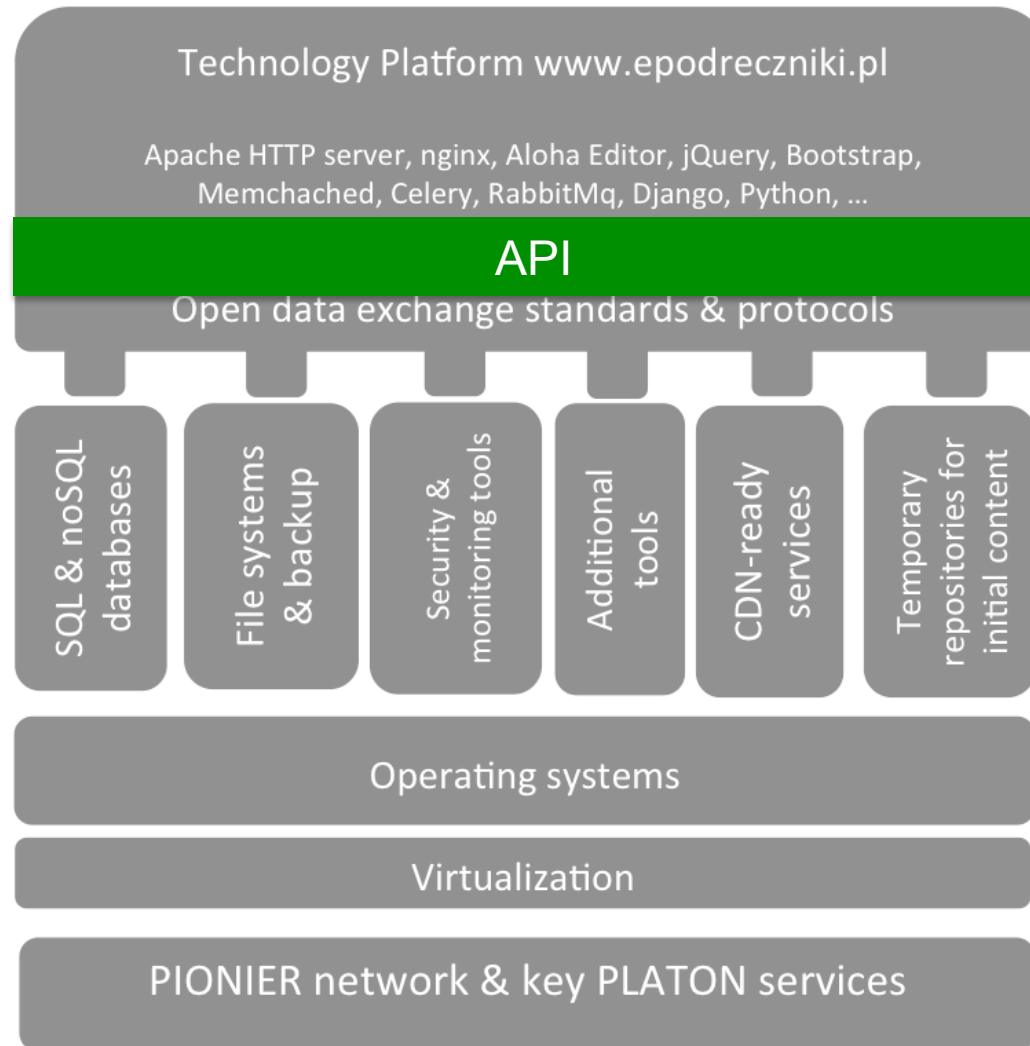 Technology Platform www.epodreczniki.pl
Apache HTTP server, nginx, Aloha Editor, jQuery, Bootstrap,
Memchached, Celery, RabbitMq, Django, Python, ...
API
Open data exchange standards & protocols
SQL & noSQL
databases
File systems
& backup
Security &
monitoring tools
Additional
tools
CDN-ready
services
Temporary
repositories for
initial content
Operating systems
Virtualization
PIONIER network & key PLATON services